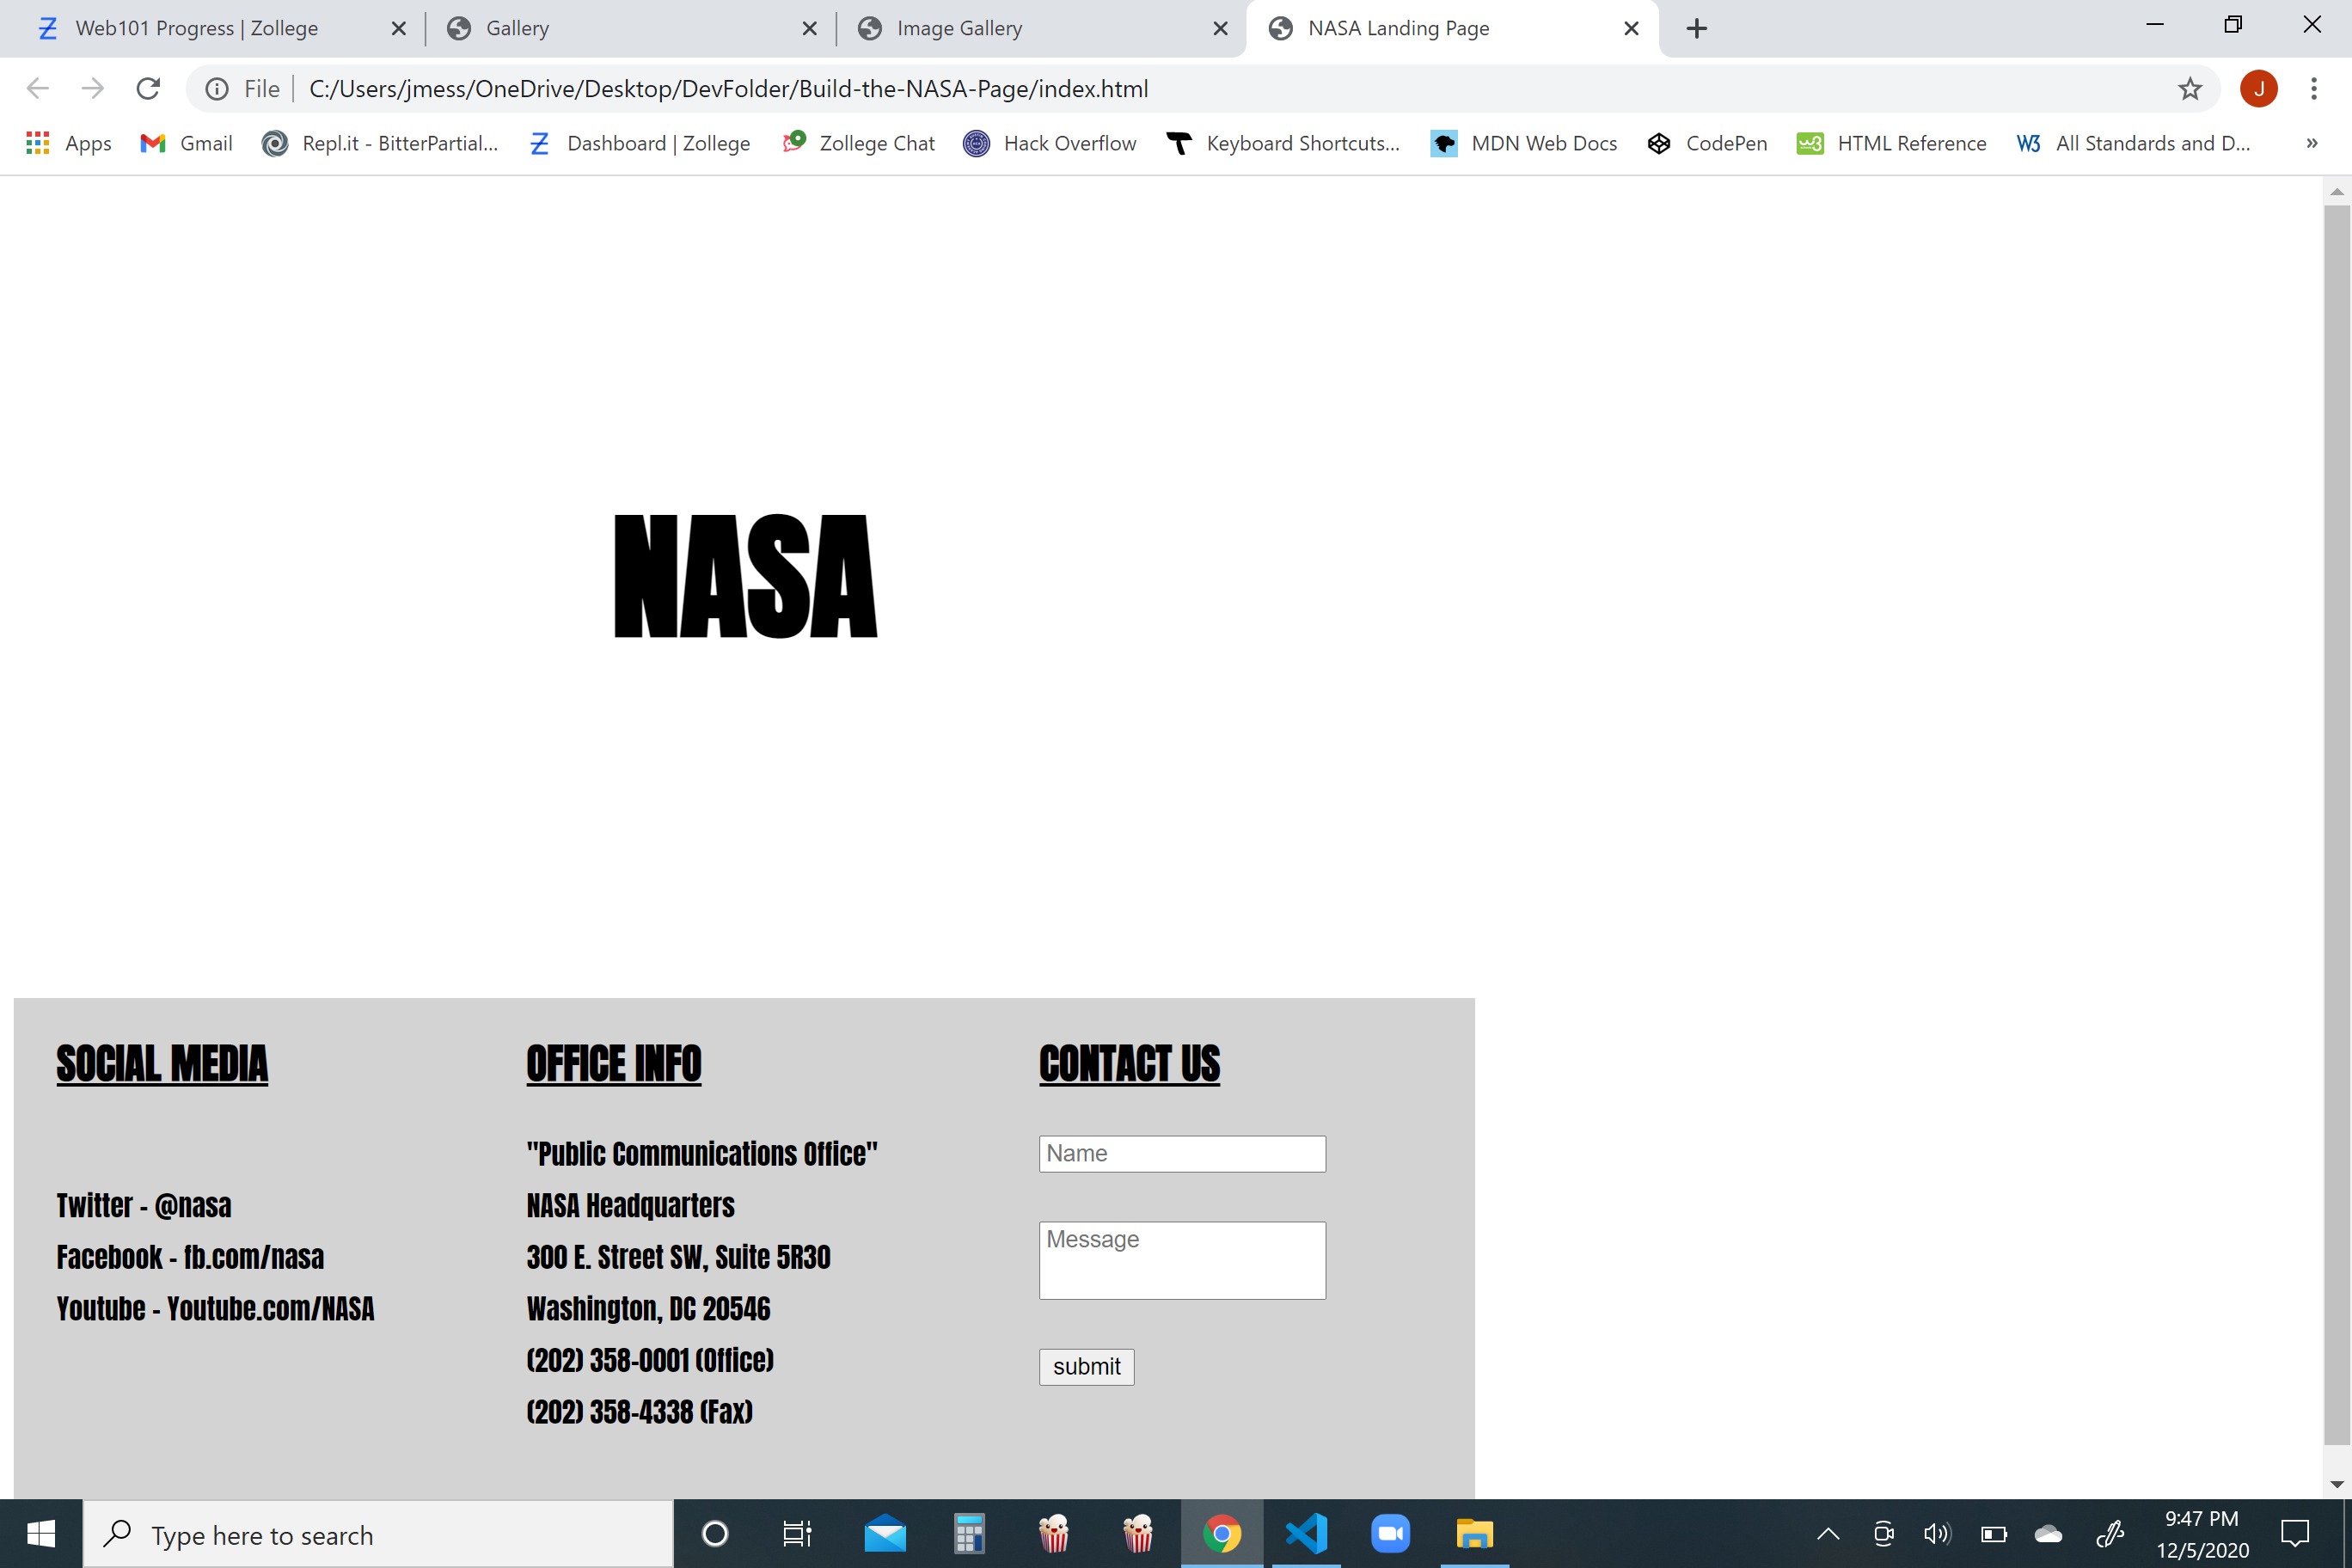 Web101 Progress | Zollege
Gallery
Image Gallery
NASA Landing Page
File
C:/Users/jmess/OneDrive/Desktop/DevFolder/Build-the-NASA-Page/index.html
J
Apps
Gmail
Repl.it - BitterPartial...
Dashboard | Zollege
Zollege Chat
Hack Overflow
Keyboard Shortcuts...
MDN Web Docs
CodePen
HTML Reference
All Standards and D...
»
NASA
SOCIAL MEDIA
Twitter - @nasa
Facebook - fb.com/nasa
Youtube - Youtube.com/NASA
OFFICE INFO
"Public Communications Office"
NASA Headquarters
300 E. Street SW, Suite 5R30
Washington, DC 20546
(202) 358-0001 (Office)
(202) 358-4338 (Fax)
CONTACT US
Name
Message
submit
Type here to search
9:47 PM
12/5/2020